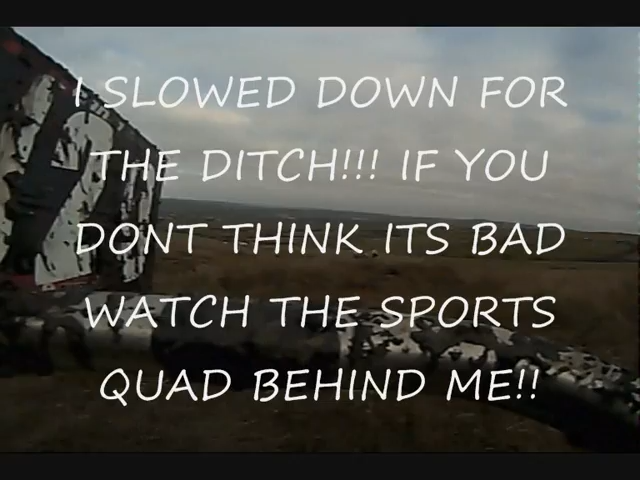 I SLOWED DOWN FOR
THE DITCH!!! IF YOU
DONT THINK ITS BAD
WATCH THE SPORTS
QUAD BEHIND ME!!